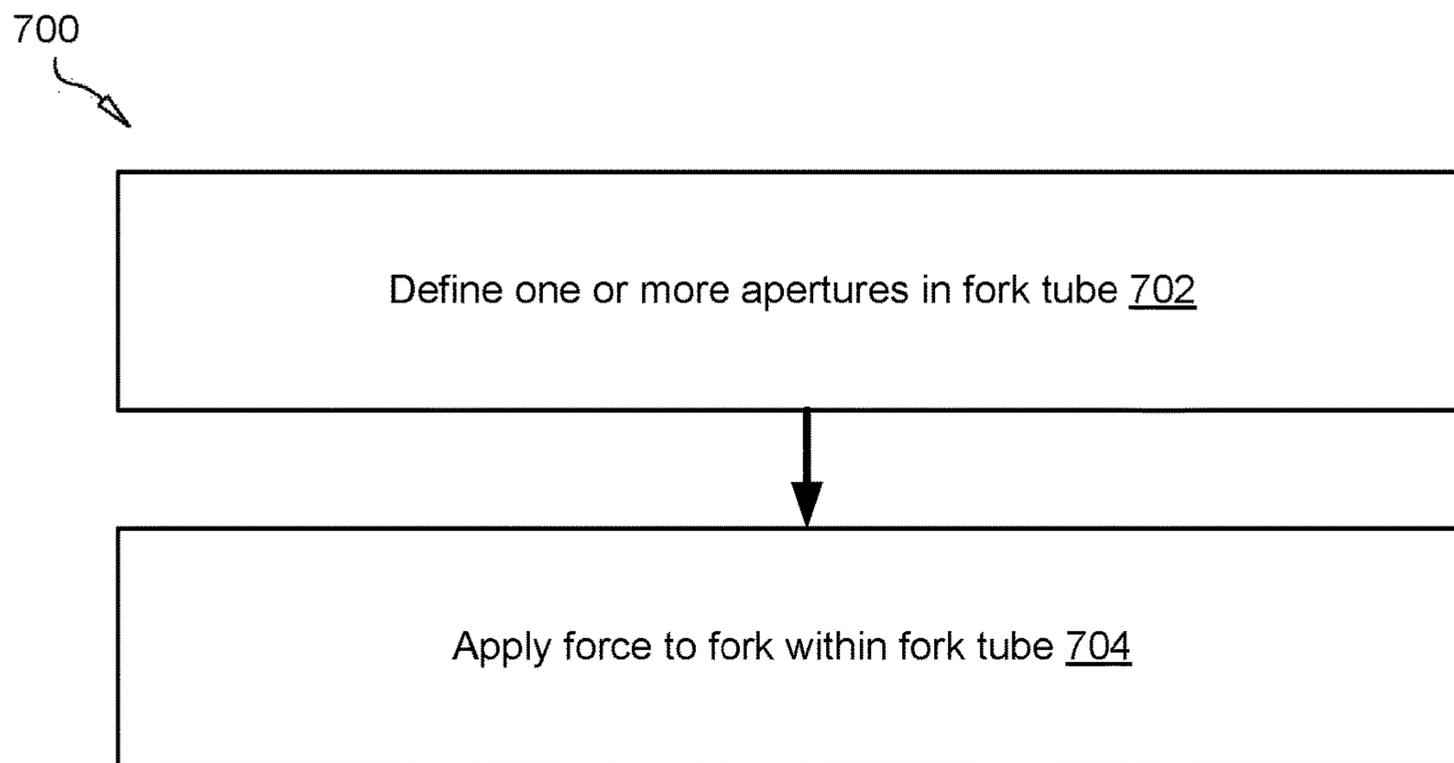 700
Define one or more apertures in fork tube 702
Apply force to fork within fork tube 704